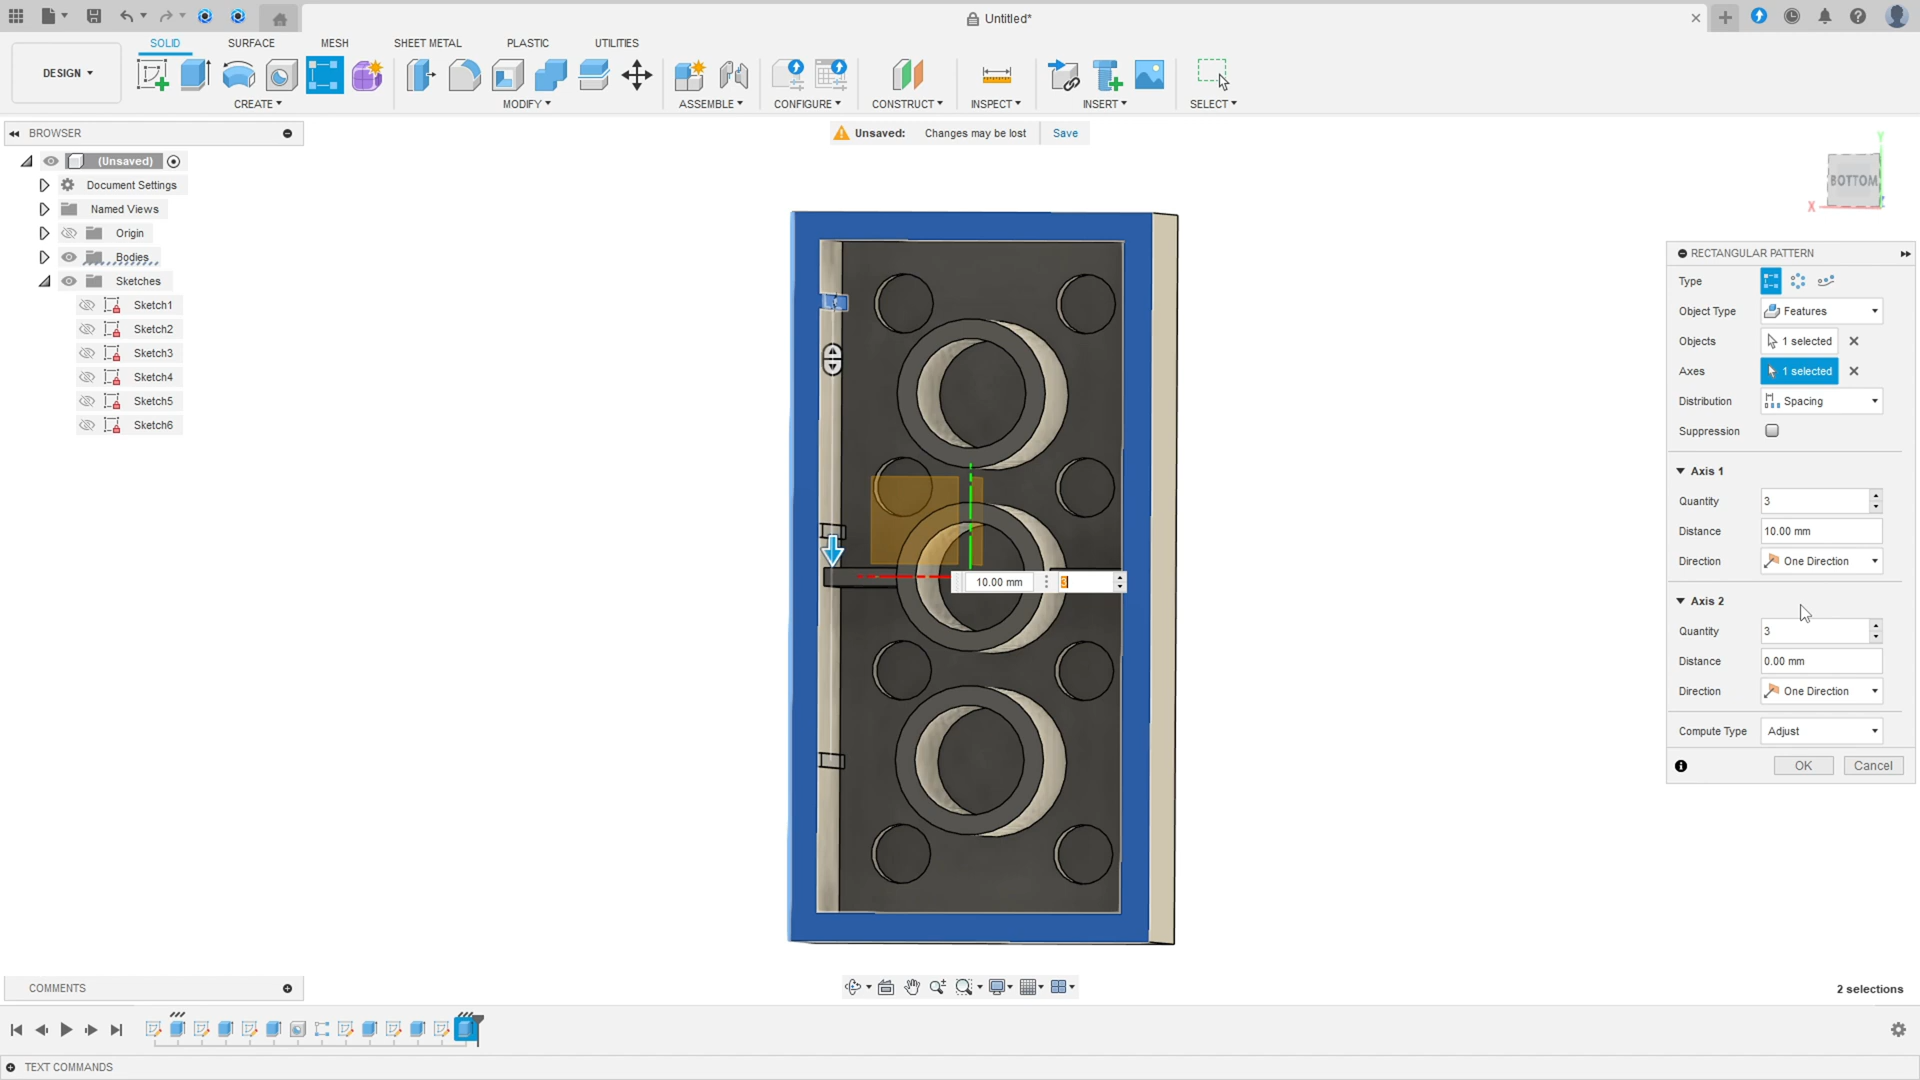 Untitled*
DESIGN
SOLID
SURFACE
MESH
SHEET METAL
PLASTIC
UTILITIES
CREATE
MODIFY
ASSEMBLE
CONFIGURE
CONSTRUCT
INSPECT
INSERT
SELECT
BROWSER
Unsaved: Changes may be lost Save
(Unsaved)
Document Settings
Named Views
Origin
Bodies
Sketches
Sketch1
Sketch2
Sketch3
Sketch4
Sketch5
Sketch6
Y
BOTTOM
X
10.00 mm
RECTANGULAR PATTERN
Type
Object Type Features
Objects 1 selected
Axes 1 selected
Distribution Spacing
Suppression
Axis 1
Quantity 3
Distance 10.00 mm
Direction One Direction
Axis 2
Quantity 3
Distance 0.00 mm
Direction One Direction
Compute Type Adjust
OK Cancel
COMMENTS
2 selections
TEXT COMMANDS